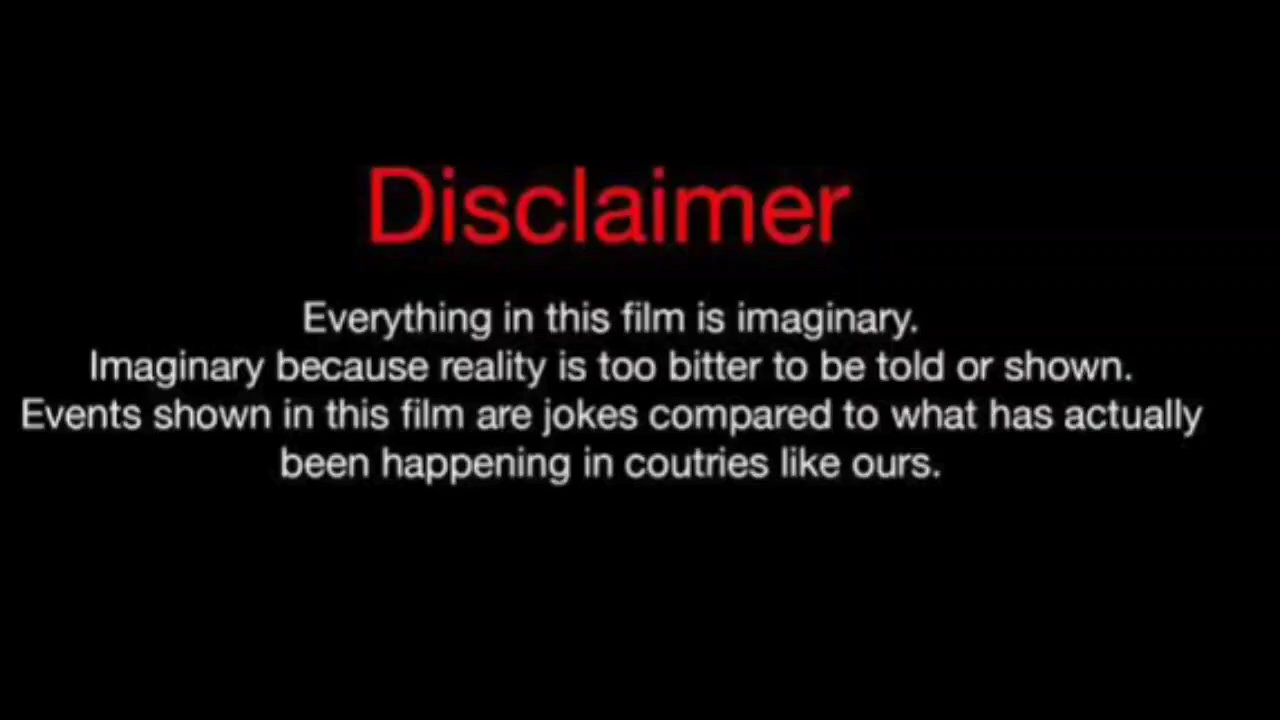 Disclaimer
Everything in this film is imaginary.
Imaginary because reality is too bitter to be told or shown.
Events shown in this film are jokes compared to what has actually
been happening in coutries like ours.